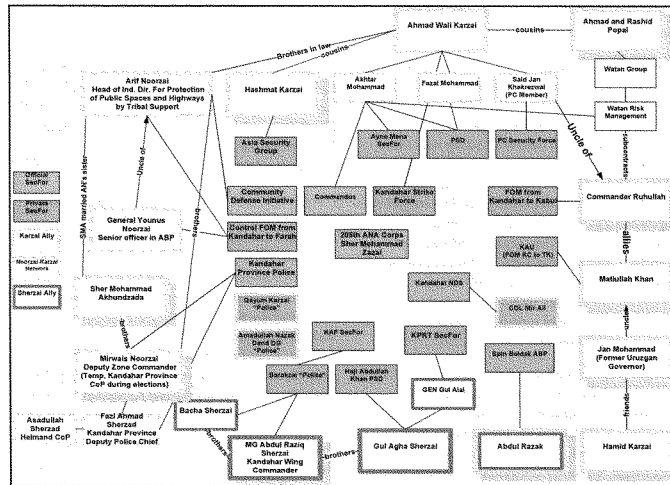 Ahmad Wali Karzai
cousins
Ahmad and Rashid
Popal
Brothers in law
cousins
Arif Noorzai
Head of Ind. Dir. For Protection
of Public Spaces and Highways
by Tribal Support
Hashmat Karzai
Akhtar
Mohammad
Fazal Mohammad
Said Jan
Khakrezwal
(PC Member)
Watan Group
Watan Risk
Management
Asia Security
Group
Ayno Mena
SecFor
PSD
PC Security Force
Uncle of
subcontracts
Official
SecFor
Private
SecFor
Karzai Ally
Noorzai Karzai
Network
Sherzai Ally
SMA married AN's sister
Uncle of
brothers
Community
Defense Initiative
Commandos
Kandahar Strike
Force
FOM from
Kandahar to Kabul
Commander Ruhullah
General Younus
Noorzai
Senior officer in ABP
Control FOM from
Kandahar to Farah
205th ANA Corps
Sher Mohammad
Zazai
allies
Kandahar
Province Police
KAU
(FOM KC to TK)
Matiullah Khan
Sher Mohammad
Akhundzada
Qayum Karzai
"Police"
Kandahar NDS
COL Mir Ali
brothers
Amadullah Nazak
Dand DG
"Police"
KAF SecFor
KPRT SecFor
Spin Boldak ABP
Jan Mohammad
(Former Uruzgan
Governor)
Mirwais Noorzai
Deputy Zone Commander
(Temp. Kandahar Province
CoP during elections)
Barakzai "Police"
Haji Abdullah
Khan PSD
GEN Gul Alai
friends
Asadullah
Sherzad
Helmand CoP
Fazl Ahmad
Sherzad
Kandahar Province
Deputy Police Chief
Bacha Sherzai
brothers
MG Abdul Raziq
Sherzai
Kandahar Wing
Commander
brothers
Gul Agha Sherzai
Abdul Razak
Hamid Karzai